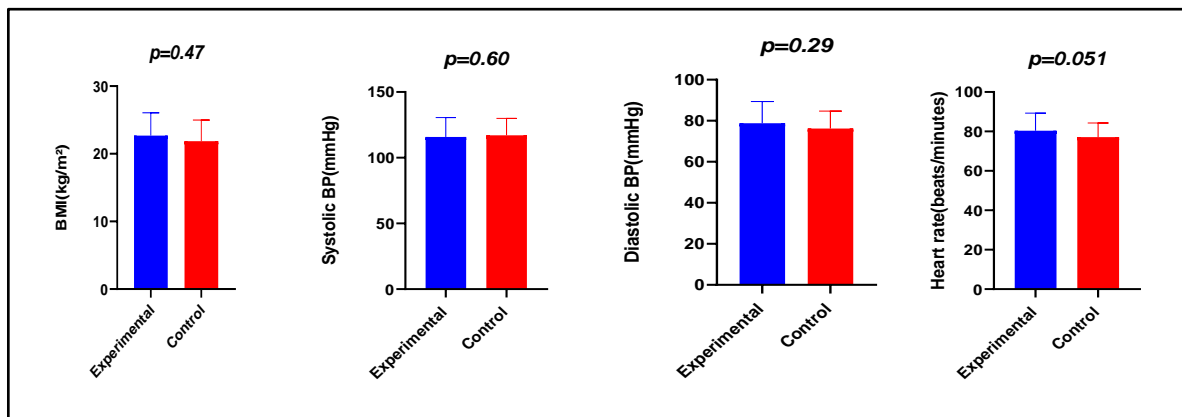 p=0.47
BMI(kg/m²)
30
20
10
0
Experimental
Control
p=0.60
Systolic BP(mmHg)
150
100
50
0
Experimental
Control
p=0.29
Diastolic BP(mmHg)
100
80
60
40
20
0
Experimental
Control
p=0.051
Heart rate(beats/minutes)
100
80
60
40
20
0
Experimental
Control